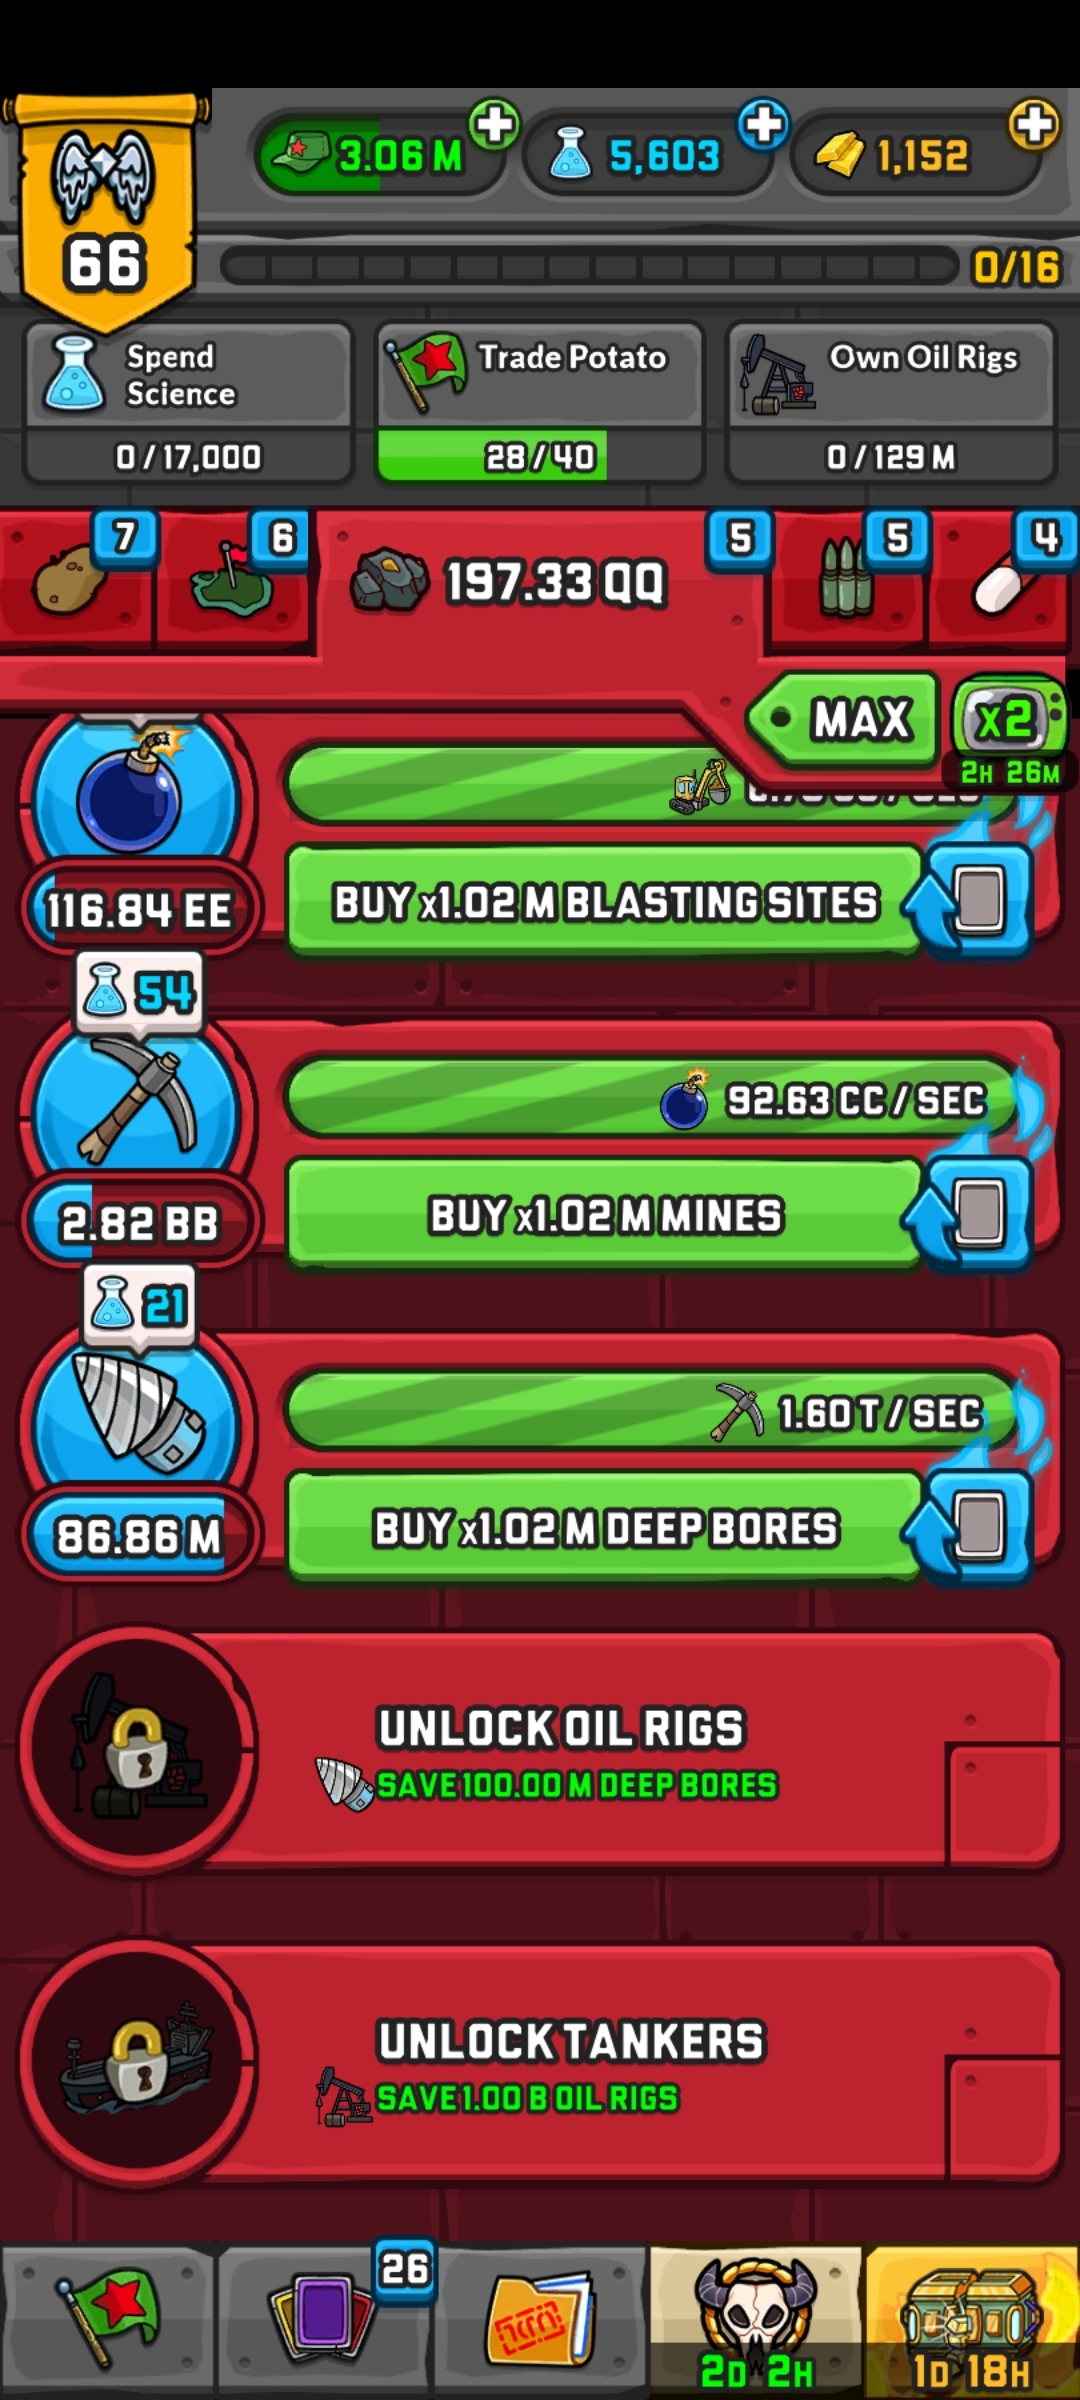 3.06 M
5,603
1,152
66
0/16
Spend
Science
0 / 17,000
Trade Potato
28 / 40
Own Oil Rigs
0 / 129 M
7
6
197.33 QQ
5
5
4
MAX
x2
2H 26M
116.84 EE
BUY x1.02 M BLASTING SITES
54
92.63 CC / SEC
2.82 BB
BUY x1.02 M MINES
21
1.60 T / SEC
86.86 M
BUY x1.02 M DEEP BORES
UNLOCK OIL RIGS
SAVE 100.00 M DEEP BORES
UNLOCK TANKERS
SAVE 1.00 B OIL RIGS
26
2D 2H
1D 18H